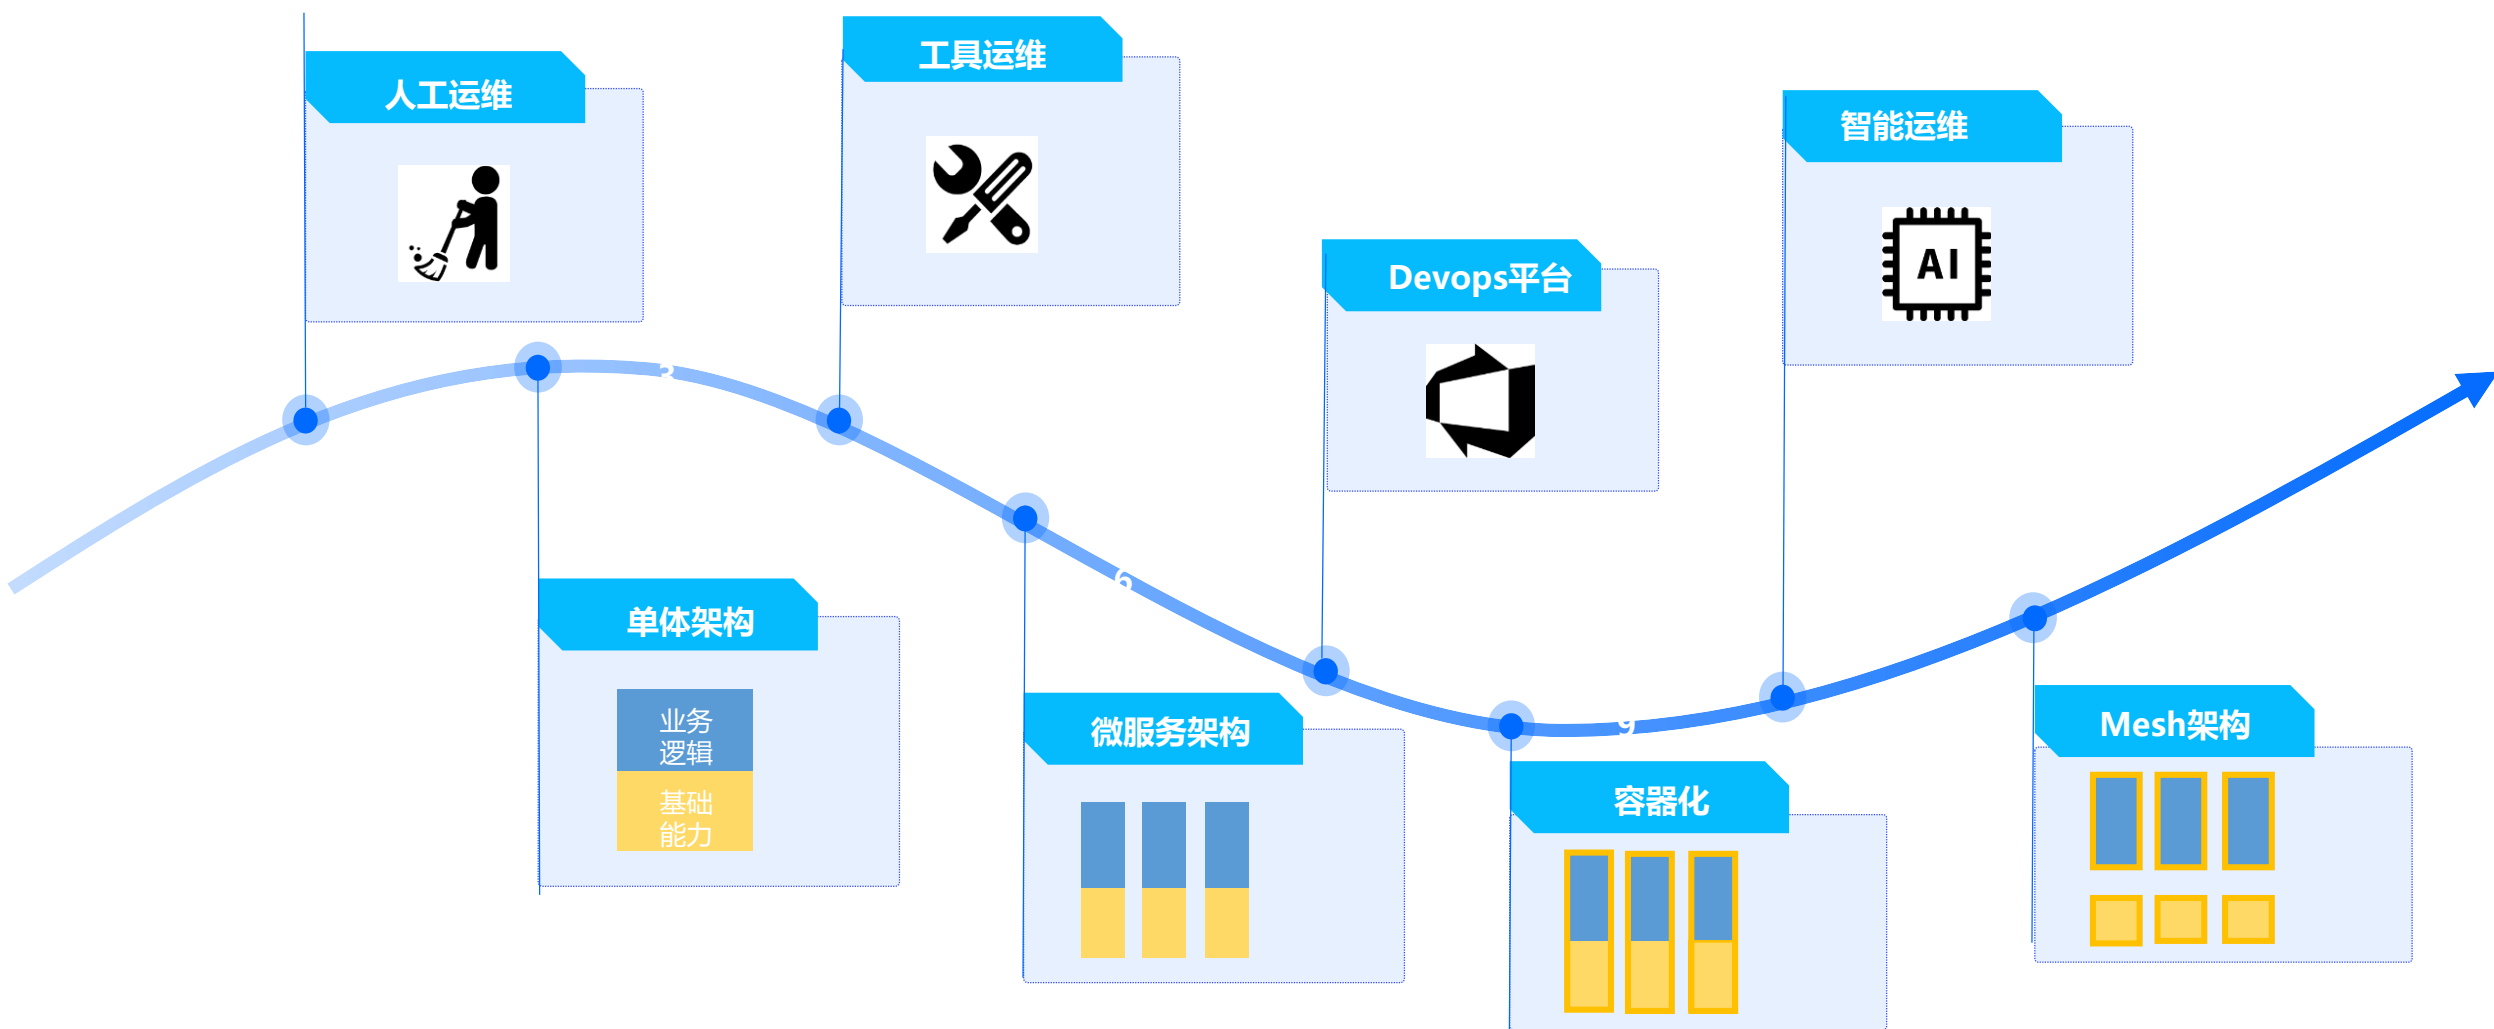 人工运维
工具运维
智能运维
AI
Devops平台
单体架构
业务
逻辑
基础
能力
6
微服务架构
9
容器化
Mesh架构